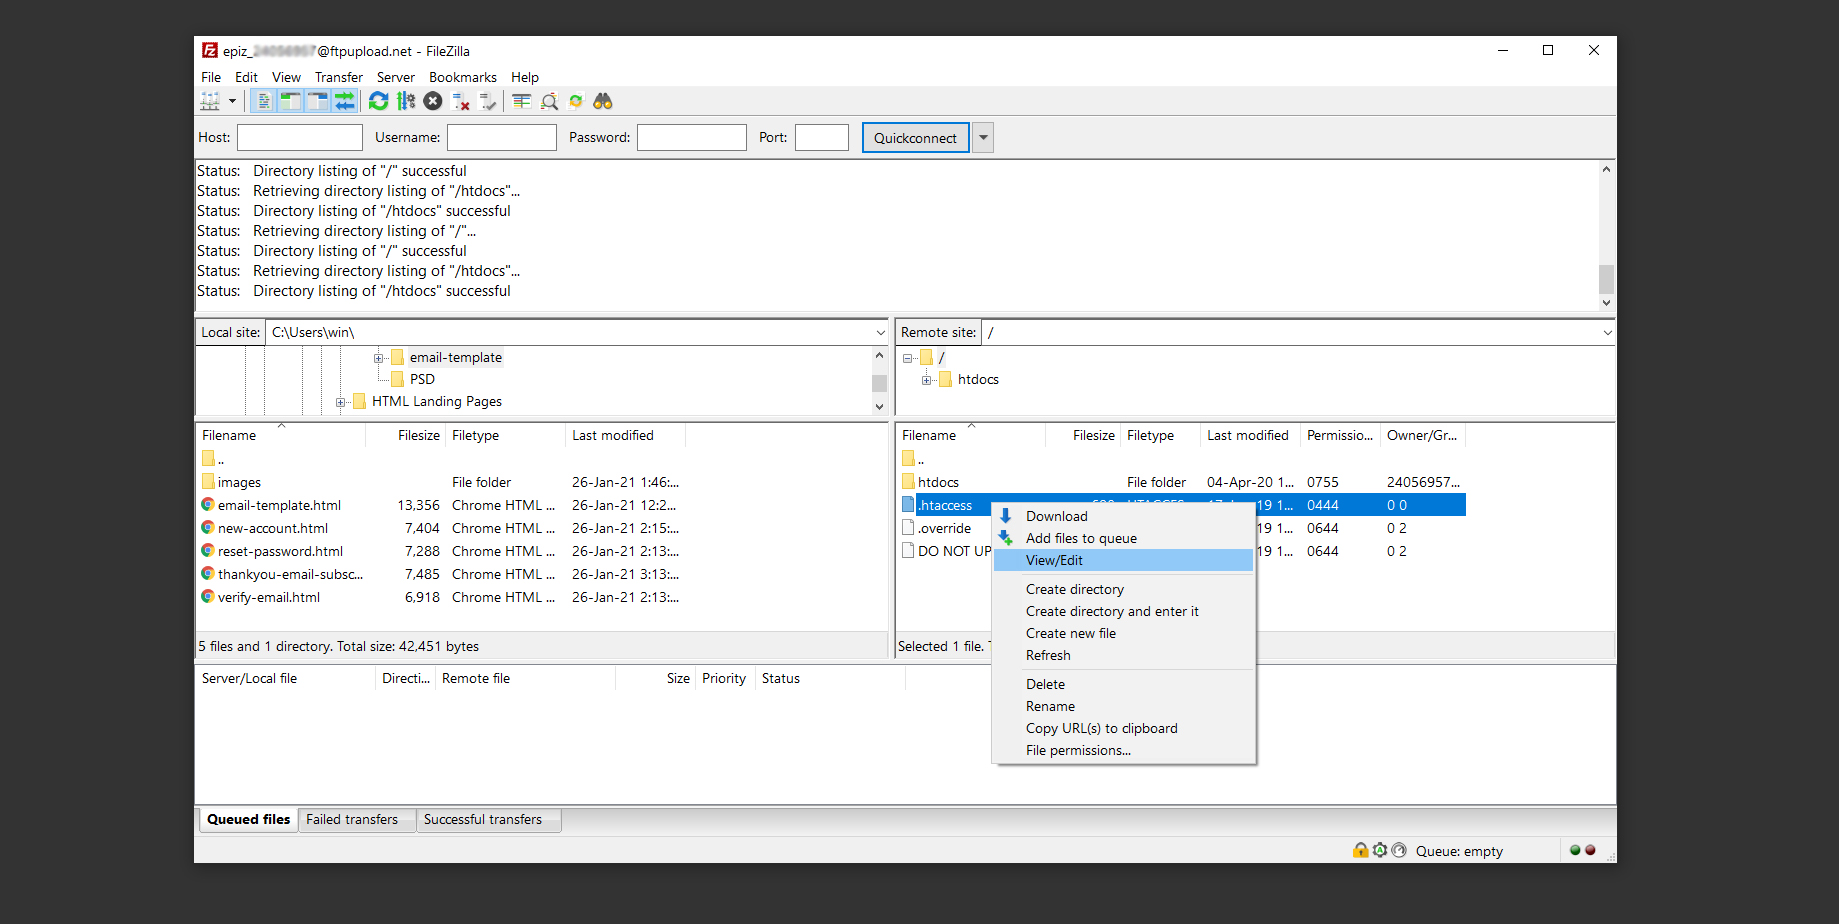 epiz_ @ftpupload.net - FileZilla
File Edit View Transfer Server Bookmarks Help
Host: Username: Password: Port: Quickconnect
Status: Directory listing of "/" successful
Status: Retrieving directory listing of "/htdocs"...
Status: Directory listing of "/htdocs" successful
Status: Retrieving directory listing of "/"...
Status: Directory listing of "/" successful
Status: Retrieving directory listing of "/htdocs"...
Status: Directory listing of "/htdocs" successful
Local site: C:\Users\win\
email-template
PSD
HTML Landing Pages
Remote site: /
/
htdocs
Filename Filesize Filetype Last modified
..
images File folder 26-Jan-21 1:46:...
email-template.html 13,356 Chrome HTML ... 26-Jan-21 12:2...
new-account.html 7,404 Chrome HTML ... 26-Jan-21 2:15:...
reset-password.html 7,288 Chrome HTML ... 26-Jan-21 2:13:...
thankyou-email-subsc... 7,485 Chrome HTML ... 26-Jan-21 3:13:...
verify-email.html 6,918 Chrome HTML ... 26-Jan-21 2:13:...
5 files and 1 directory. Total size: 42,451 bytes
Filename Filesize Filetype Last modified Permissio... Owner/Gr...
..
htdocs File folder 04-Apr-20 1... 0755 24056957...
.htaccess 19 1... 0444 0 0
.override 19 1... 0644 0 2
DO NOT UP 19 1... 0644 0 2
Selected 1 file.
Download
Add files to queue
View/Edit
Create directory
Create directory and enter it
Create new file
Refresh
Delete
Rename
Copy URL(s) to clipboard
File permissions...
Server/Local file Directi... Remote file Size Priority Status
Queued files Failed transfers Successful transfers
Queue: empty